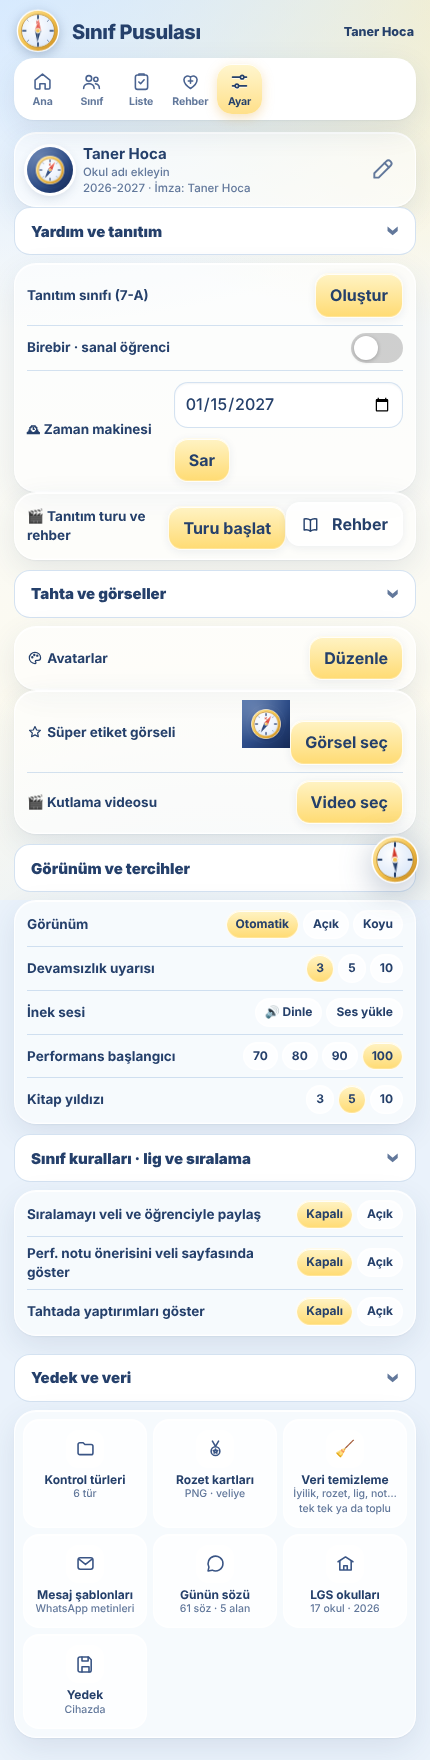 Sınıf Pusulası
Taner Hoca
Ana
Sınıf
Liste
Rehber
Ayar
Taner Hoca
Okul adı ekleyin
2026-2027 · İmza: Taner Hoca
Yardım ve tanıtım
Tanıtım sınıfı (7-A)
Oluştur
Birebir · sanal öğrenci
🕰 Zaman makinesi
01/15/2027
Sar
🎬 Tanıtım turu ve
rehber
Turu başlat
Rehber
Tahta ve görseller
Avatarlar
Düzenle
Süper etiket görseli
Görsel seç
🎬 Kutlama videosu
Video seç
Görünüm ve tercihler
Görünüm
Otomatik
Açık
Koyu
Devamsızlık uyarısı
3
5
10
İnek sesi
🔊 Dinle
Ses yükle
Performans başlangıcı
70
80
90
100
Kitap yıldızı
3
5
10
Sınıf kuralları · lig ve sıralama
Sıralamayı veli ve öğrenciyle paylaş
Kapalı
Açık
Perf. notu önerisini veli sayfasında
göster
Kapalı
Açık
Tahtada yaptırımları göster
Kapalı
Açık
Yedek ve veri
Kontrol türleri
6 tür
Rozet kartları
PNG · veliye
Veri temizleme
İyilik, rozet, lig, not...
tek tek ya da toplu
Mesaj şablonları
WhatsApp metinleri
Günün sözü
61 söz · 5 alan
LGS okulları
17 okul · 2026
Yedek
Cihazda